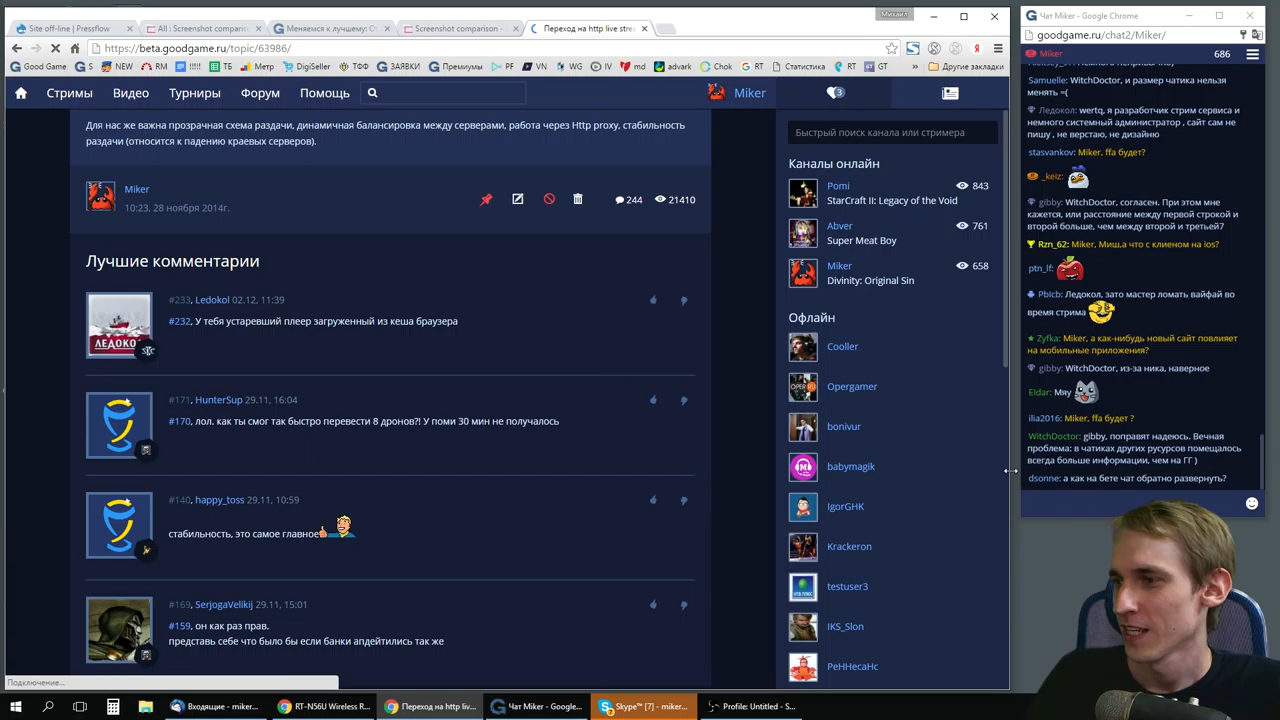 Site off-line | Pressflow
All : Screenshot comparis
Меняемся к лучшему: О
Screenshot comparison -
Переход на http live stre
Михаил
https://beta.goodgame.ru/topic/63986/
Good Game
S
NEW
RT
!!!!!
ТБ
Метр
DigiSeller
ЗАЯВКИ
Премиумы
PF
VN
WG
IV
md
advark
Chok
RT
Статистика
RT
GT
Другие закладки
Стримы
Видео
Турниры
Форум
Помощь
Miker
3
Для нас же важна прозрачная схема раздачи, динамичная балансировка между серверами, работа через Http proxy, стабильность
раздачи (относится к падению краевых серверов).
Miker
10:23, 28 ноября 2014г.
244
21410
Лучшие комментарии
#233, Ledokol 02.12, 11:39
#232, У тебя устаревший плеер загруженный из кеша браузера
ЛЕДОКОЛ
#171, HunterSup 29.11, 16:04
#170, лол. как ты смог так быстро перевести 8 дронов?! У поми 30 мин не получалось
#140, happy_toss 29.11, 10:59
стабильность, это самое главное
#169, SerjogaVelikij 29.11, 15:01
#159, он как раз прав.
представь себе что было бы если банки апдейтились так же
Подключение...
Быстрый поиск канала или стримера
Каналы онлайн
Pomi
843
StarCraft II: Legacy of the Void
Abver
761
Super Meat Boy
Miker
658
Divinity: Original Sin
Офлайн
Cooller
Opergamer
bonivur
babymagik
IgorGHK
Krackeron
testuser3
IKS_Slon
PeHHecaHc
Чат Miker - Google Chrome
goodgame.ru/chat2/Miker/
Miker
686
Samuelle: WitchDoctor, и размер чатика нельзя
менять =(
Ледокол: wertq, я разработчик стрим сервиса и
немного системный администратор , сайт сам не
пишу , не верстаю, не дизайню
stasvankov: Miker, ffa будет?
_keiz:
gibby: WitchDoctor, согласен. При этом мне
кажется, или расстояние между первой строкой и
второй больше, чем между второй и третьей?
Rzn_62: Miker, Миш,а что с клиеном на ios?
ptn_lf:
PbIcb: Ледокол, зато мастер ломать вайфай во
время стрима
Zyfka: Miker, а как-нибудь новый сайт повлияет
на мобильные приложения?
gibby: WitchDoctor, из-за ника, наверное
Eldar: Мяу
ilia2016: Miker, ffa будет ?
WitchDoctor: gibby, поправят надеюсь. Вечная
проблема: в чатиках других русурсов помещалось
всегда больше информации, чем на ГГ )
dsonne: а как на бете чат обратно развернуть?
Входящие - miker...
RT-N56U Wireless R...
Переход на http liv...
Чат Miker - Google...
Skype™ [7] - miker...
Profile: Untitled - S...